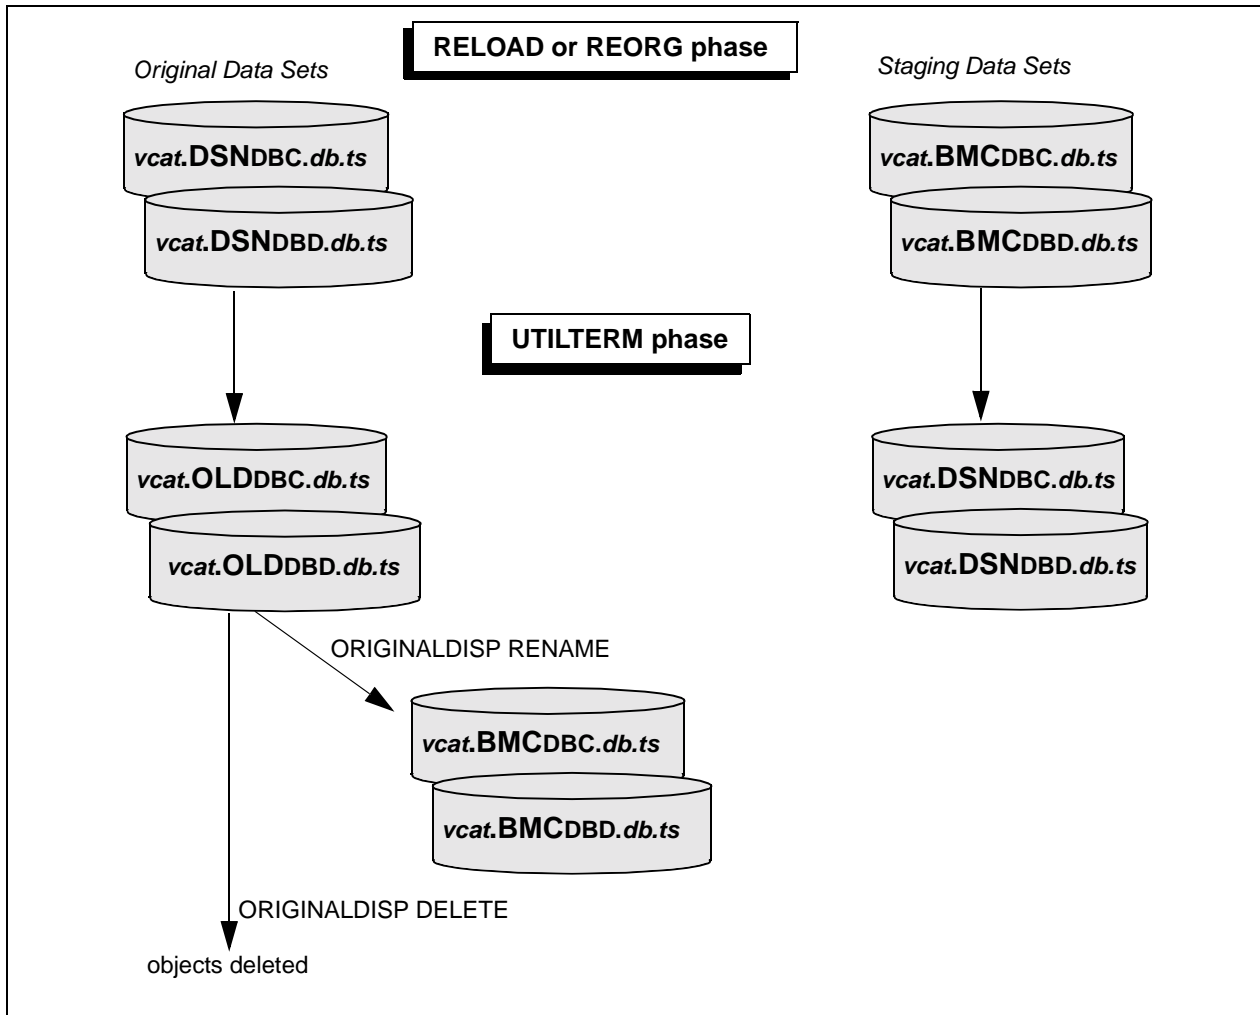 RELOAD or REORG phase
Original Data Sets
Staging Data Sets
vcat.DSNDBC.db.ts
vcat.DSNDBD.db.ts
vcat.BMCDBC.db.ts
vcat.BMCDBD.db.ts
UTILTERM phase
vcat.OLDDBC.db.ts
vcat.OLDDBD.db.ts
vcat.DSNDBC.db.ts
vcat.DSNDBD.db.ts
ORIGINALDISP RENAME
vcat.BMCDBC.db.ts
vcat.BMCDBD.db.ts
ORIGINALDISP DELETE
objects deleted